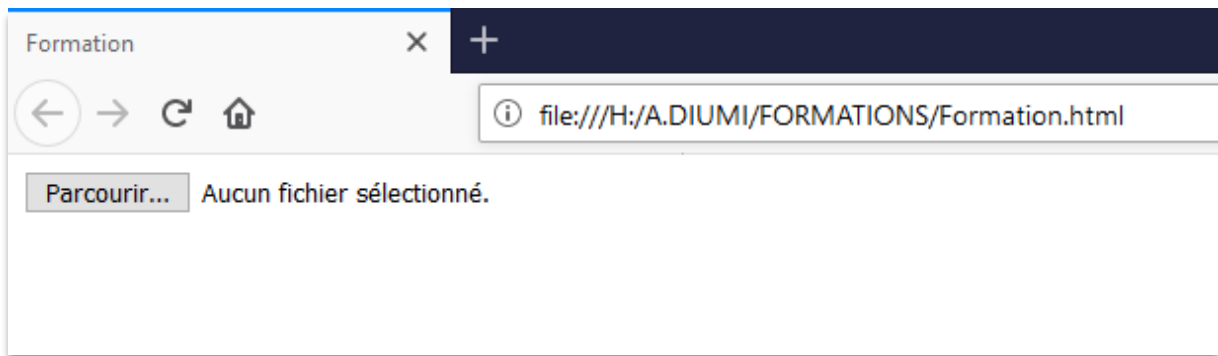 Formation
file:///H:/A.DIUMI/FORMATIONS/Formation.html
Parcourir... Aucun fichier sélectionné.